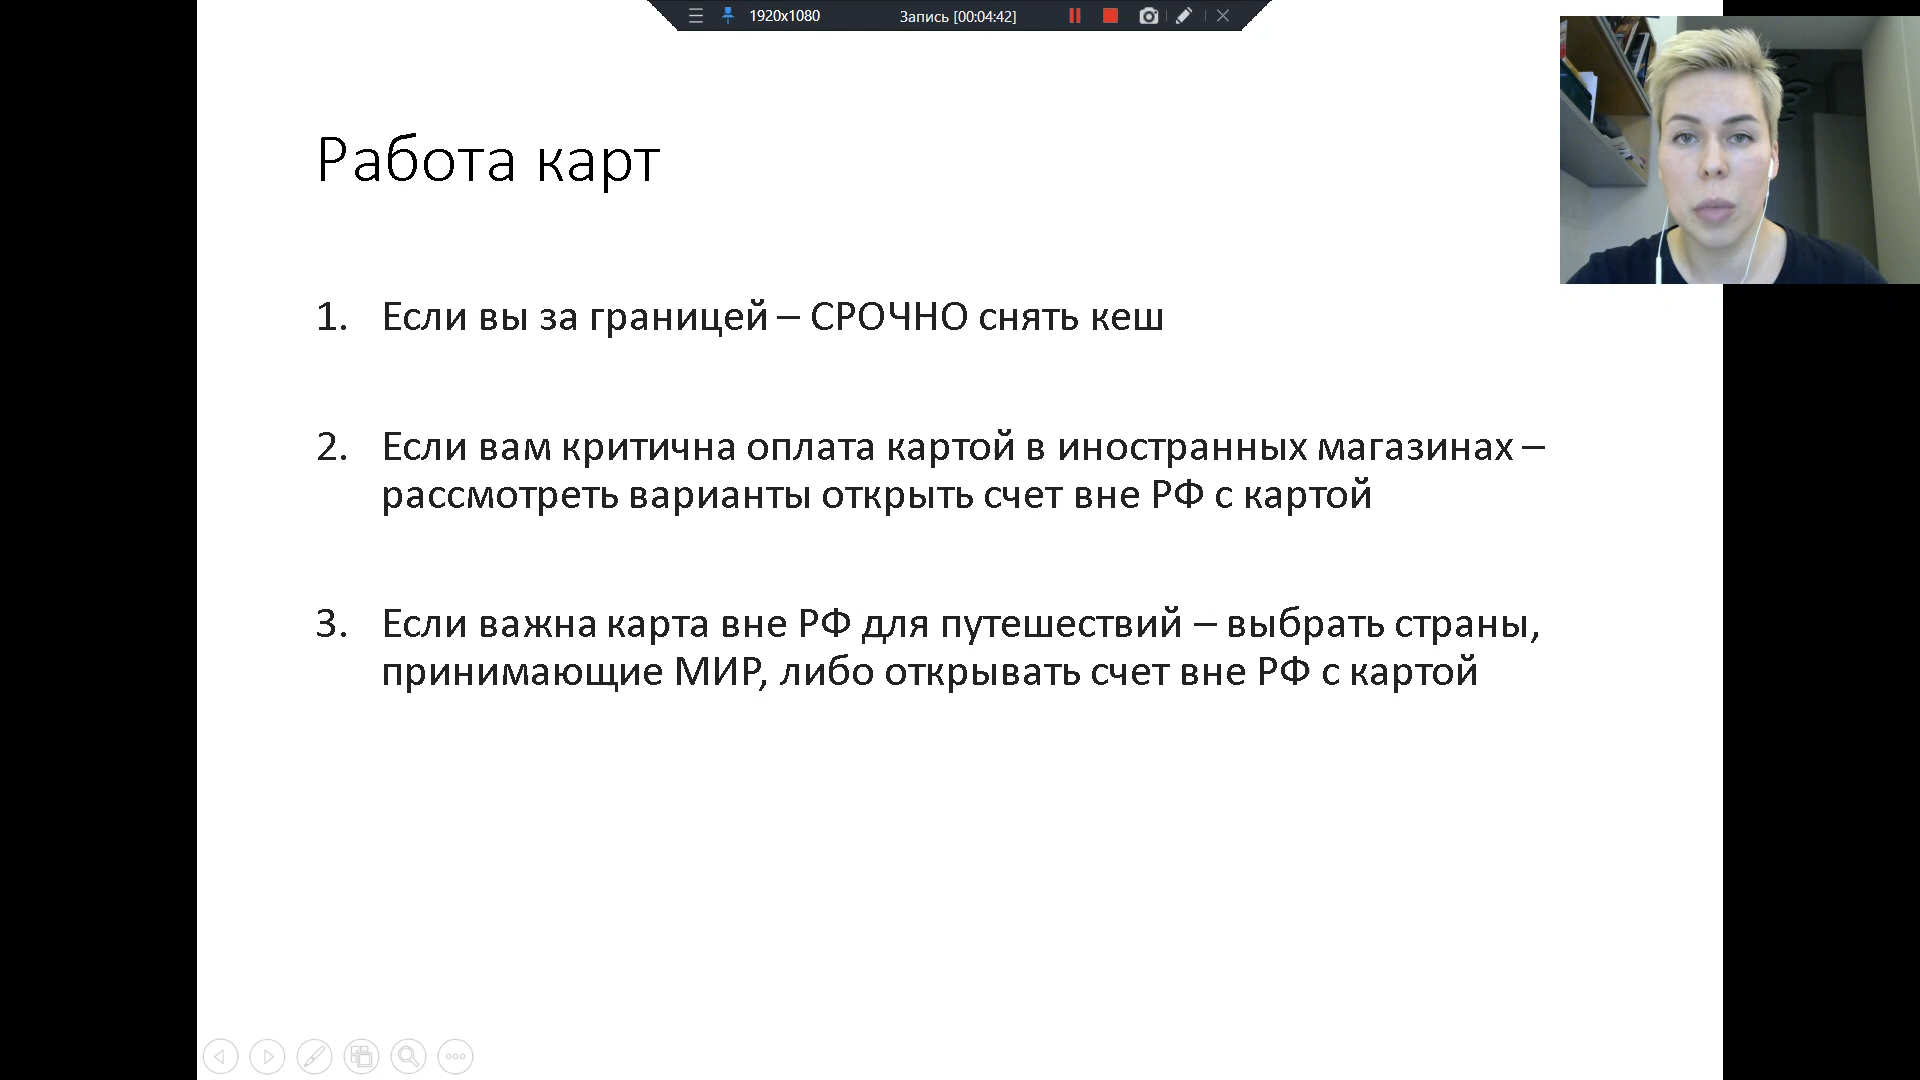 1920x1080 Запись [00:04:42]
Работа карт
1. Если вы за границей – СРОЧНО снять кеш
2. Если вам критична оплата картой в иностранных магазинах –
рассмотреть варианты открыть счет вне РФ с картой
3. Если важна карта вне РФ для путешествий – выбрать страны,
принимающие МИР, либо открывать счет вне РФ с картой